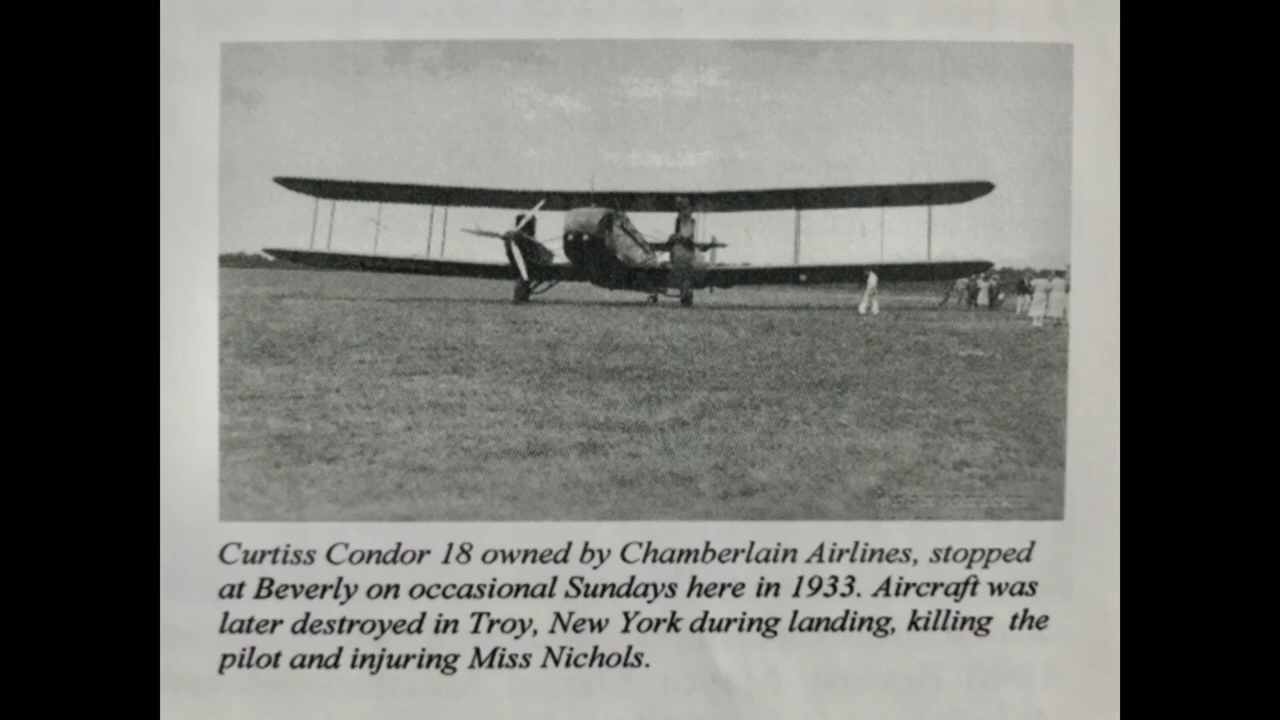 Curtiss Condor 18 owned by Chamberlain Airlines, stopped
at Beverly on occasional Sundays here in 1933. Aircraft was
later destroyed in Troy, New York during landing, killing the
pilot and injuring Miss Nichols.